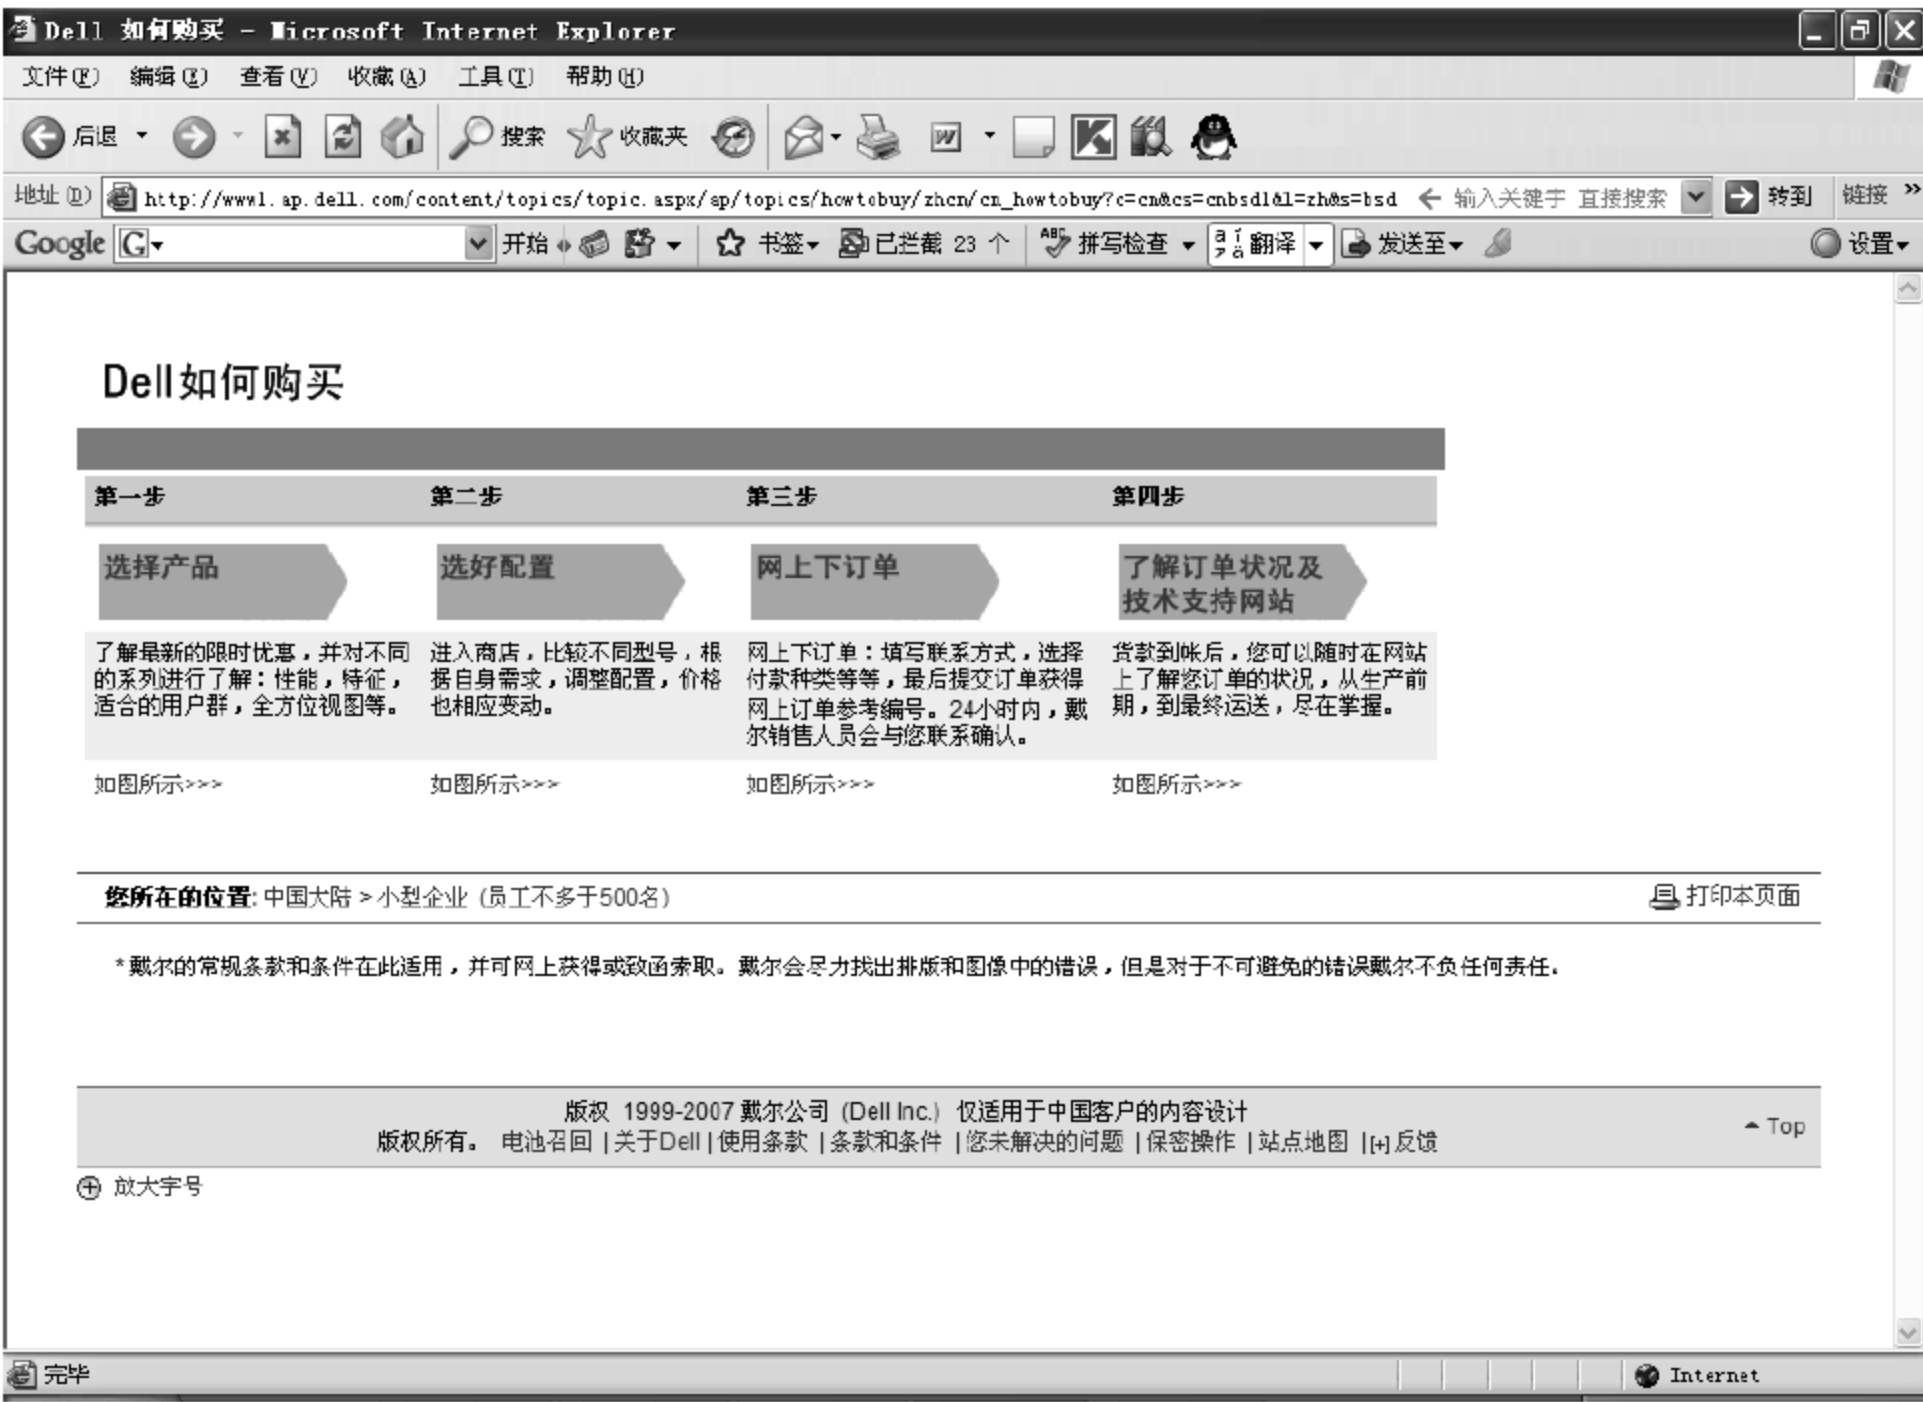 Dell 如何购买 - Microsoft Internet Explorer
文件(F) 编辑(E) 查看(V) 收藏(A) 工具(T) 帮助(H)
后退 搜索 收藏夹
地址(D) http://www1.ap.dell.com/content/topics/topic.aspx/ap/topics/howtobuy/zhcn/cn_howtobuy?c=cn&cs=cnbsd1&l=zh&s=bsd 输入关键字 直接搜索 转到 链接 »
Google G 开始 书签 已拦截 23 个 ABC 拼写检查 翻译 发送至 设置
Dell如何购买
第一步 第二步 第三步 第四步
选择产品 选好配置 网上下订单 了解订单状况及
技术支持网站
了解最新的限时优惠，并对不同 进入商店，比较不同型号，根 网上下订单：填写联系方式，选择 货款到帐后，您可以随时在网站
的系列进行了解：性能，特征， 据自身需求，调整配置，价格 付款种类等等，最后提交订单获得 上了解您订单的状况，从生产前
适合的用户群，全方位视图等。 也相应变动。 网上订单参考编号。24小时内，戴 期，到最终运送，尽在掌握。
尔销售人员会与您联系确认。
如图所示>>> 如图所示>>> 如图所示>>> 如图所示>>>
您所在的位置: 中国大陆 > 小型企业 (员工不多于500名) 打印本页面
*戴尔的常规条款和条件在此适用，并可网上获得或致函索取。戴尔会尽力找出排版和图像中的错误，但是对于不可避免的错误戴尔不负任何责任。
版权 1999-2007 戴尔公司 (Dell Inc.) 仅适用于中国客户的内容设计
版权所有。 电池召回 | 关于Dell | 使用条款 | 条款和条件 | 您未解决的问题 | 保密操作 | 站点地图 | [+] 反馈 Top
放大字号
完毕 Internet